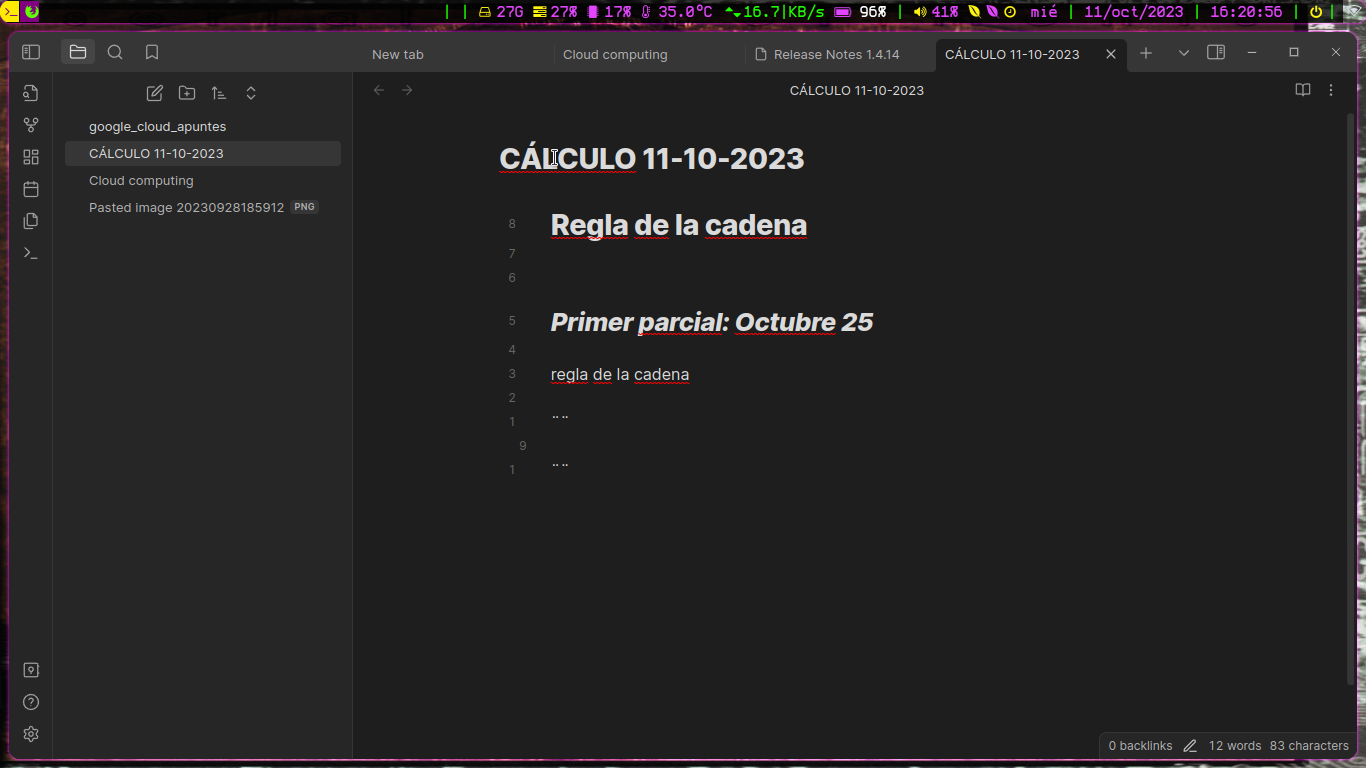 27G 27% 17% 35.0°C 16.7|KB/s 96% | 41% mié | 11/oct/2023 | 16:20:56
New tab
Cloud computing
Release Notes 1.4.14
CÁLCULO 11-10-2023
CÁLCULO 11-10-2023
google_cloud_apuntes
CÁLCULO 11-10-2023
Cloud computing
Pasted image 20230928185912 PNG
CÁLCULO 11-10-2023
8 Regla de la cadena
7
6
5 Primer parcial: Octubre 25
4
3 regla de la cadena
2
1 ¨¨
9
1 ¨¨
0 backlinks 12 words 83 characters